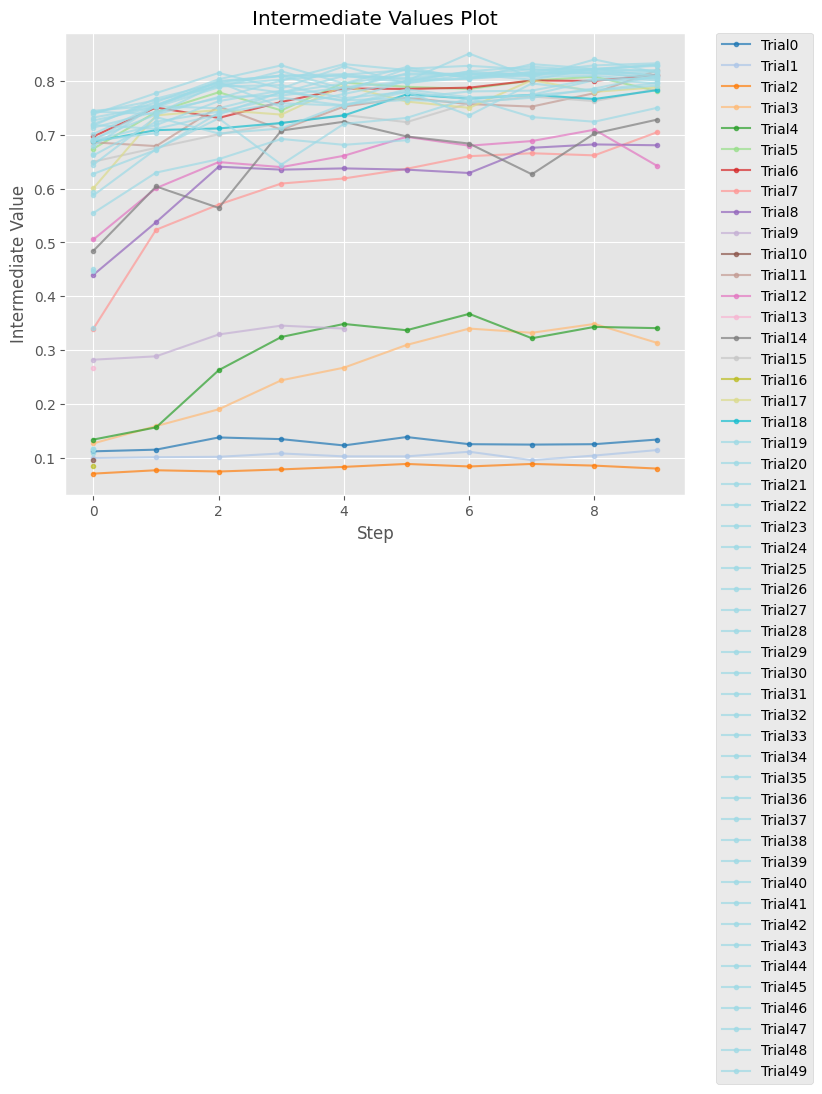 Intermediate Values Plot
Intermediate Value
0.8
0.7
0.6
0.5
0.4
0.3
0.2
0.1
0 2 4 6 8
Step
Trial0
Trial1
Trial2
Trial3
Trial4
Trial5
Trial6
Trial7
Trial8
Trial9
Trial10
Trial11
Trial12
Trial13
Trial14
Trial15
Trial16
Trial17
Trial18
Trial19
Trial20
Trial21
Trial22
Trial23
Trial24
Trial25
Trial26
Trial27
Trial28
Trial29
Trial30
Trial31
Trial32
Trial33
Trial34
Trial35
Trial36
Trial37
Trial38
Trial39
Trial40
Trial41
Trial42
Trial43
Trial44
Trial45
Trial46
Trial47
Trial48
Trial49